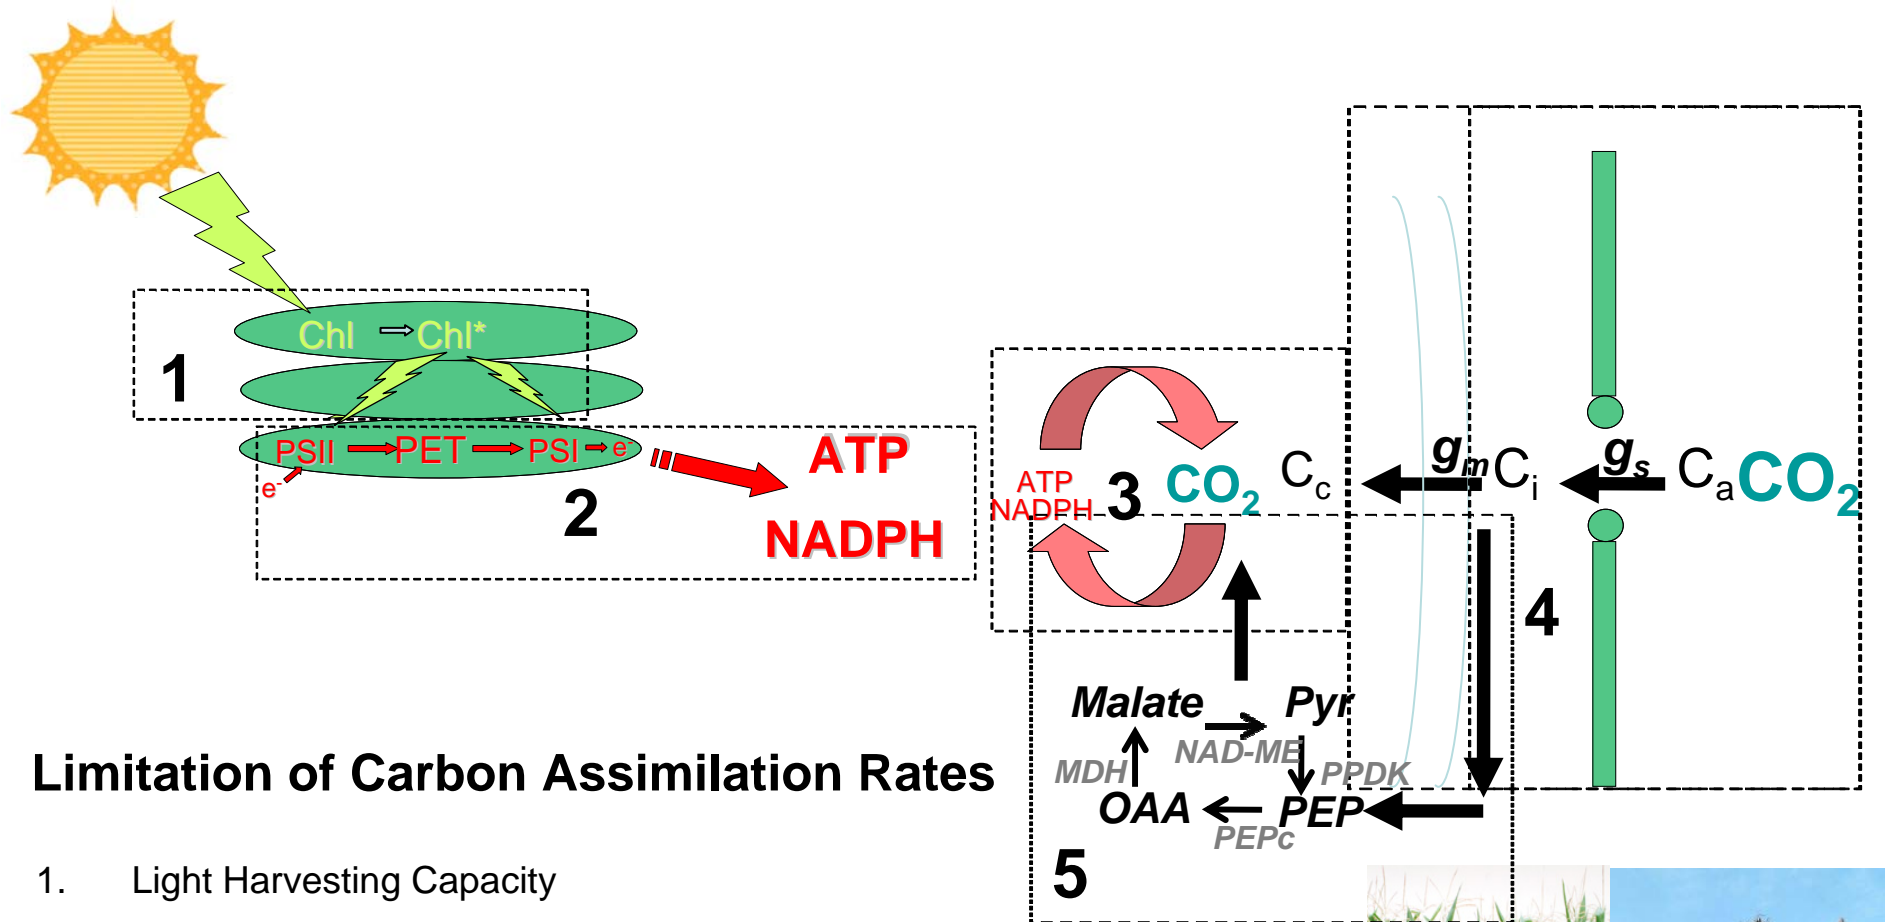 Chl Chl*
1
PSII PET PSI e-
e-
2
ATP
NADPH
ATP
NADPH
3
CO2
Cc
gm
Ci
gs
Ca
CO2
4
Malate Pyr
NAD-ME
MDH
PPDK
OAA PEP
PEPc
5
Limitation of Carbon Assimilation Rates
1. Light Harvesting Capacity